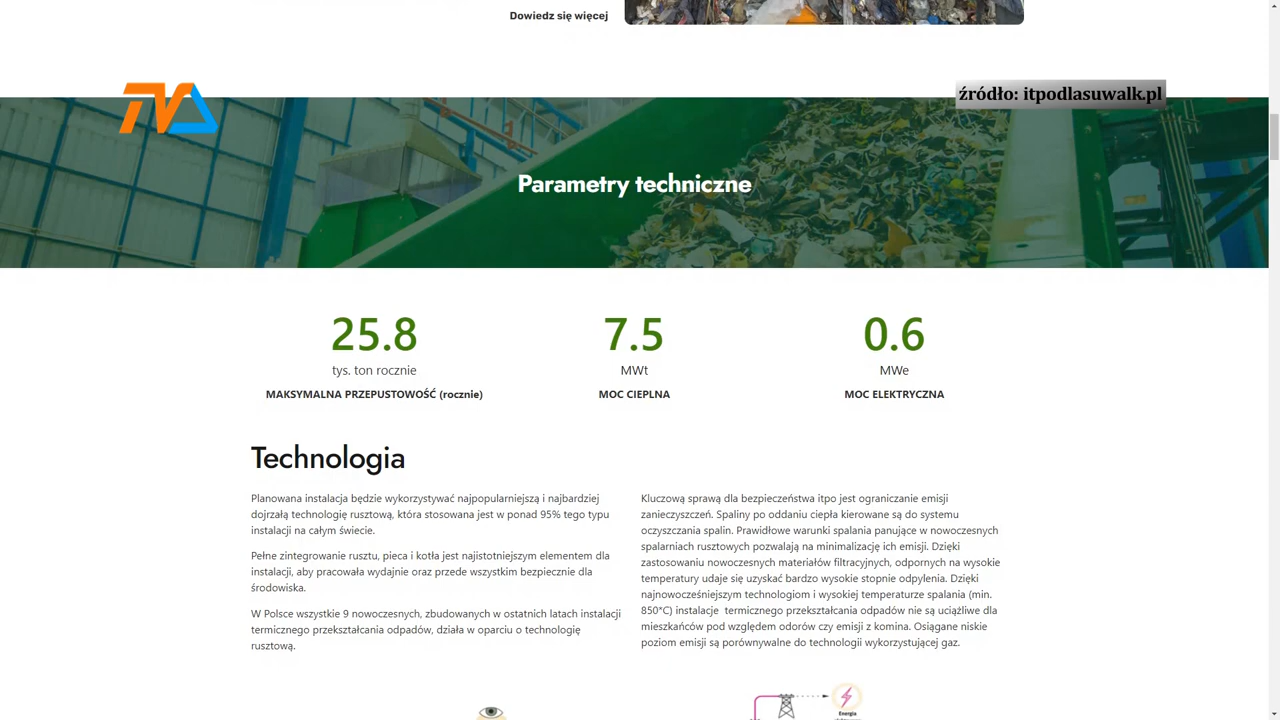 Dowiedz się więcej
TVA
źródło: itpodlasuwalk.pl
Parametry techniczne
25.8
tys. ton rocznie
MAKSYMALNA PRZEPUSTOWOŚĆ (rocznie)
7.5
MWt
MOC CIEPLNA
0.6
MWe
MOC ELEKTRYCZNA
Technologia
Planowana instalacja będzie wykorzystywać najpopularniejszą i najbardziej
dojrzałą technologię rusztową, która stosowana jest w ponad 95% tego typu
instalacji na całym świecie.
Pełne zintegrowanie rusztu, pieca i kotła jest najistotniejszym elementem dla
instalacji, aby pracowała wydajnie oraz przede wszystkim bezpiecznie dla
środowiska.
W Polsce wszystkie 9 nowoczesnych, zbudowanych w ostatnich latach instalacji
termicznego przekształcania odpadów, działa w oparciu o technologię
rusztową.
Kluczową sprawą dla bezpieczeństwa itpo jest ograniczanie emisji
zanieczyszczeń. Spaliny po oddaniu ciepła kierowane są do systemu
oczyszczania spalin. Prawidłowe warunki spalania panujące w nowoczesnych
spalarniach rusztowych pozwalają na minimalizację ich emisji. Dzięki
zastosowaniu nowoczesnych materiałów filtracyjnych, odpornych na wysokie
temperatury udaje się uzyskać bardzo wysokie stopnie odpylenia. Dzięki
najnowocześniejszym technologiom i wysokiej temperaturze spalania (min.
850°C) instalacje termicznego przekształcania odpadów nie są uciążliwe dla
mieszkańców pod względem odorów czy emisji z komina. Osiągane niskie
poziom emisji są porównywalne do technologii wykorzystującej gaz.
Energia